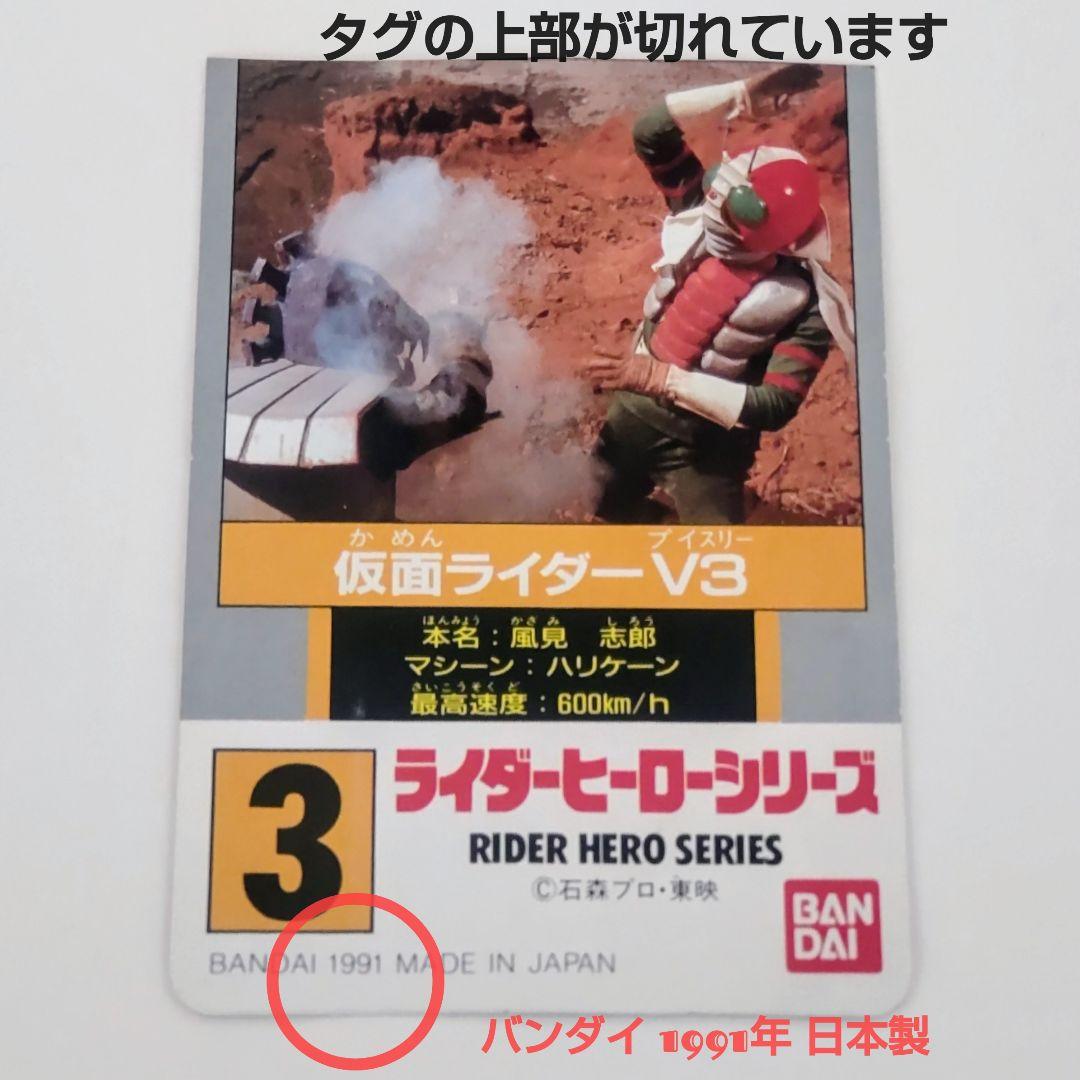 タグの上部が切れています
かめん ブイスリー
仮面ライダーV3
ほんみょう かざみ しろう
本名：風見 志郎
マシーン：ハリケーン
さいこうそくど
最高速度：600km/h
3
ライダーヒーローシリーズ
RIDER HERO SERIES
©石森プロ・東映
BAN
DAI
BANDAI 1991 MADE IN JAPAN
バンダイ 1991年 日本製